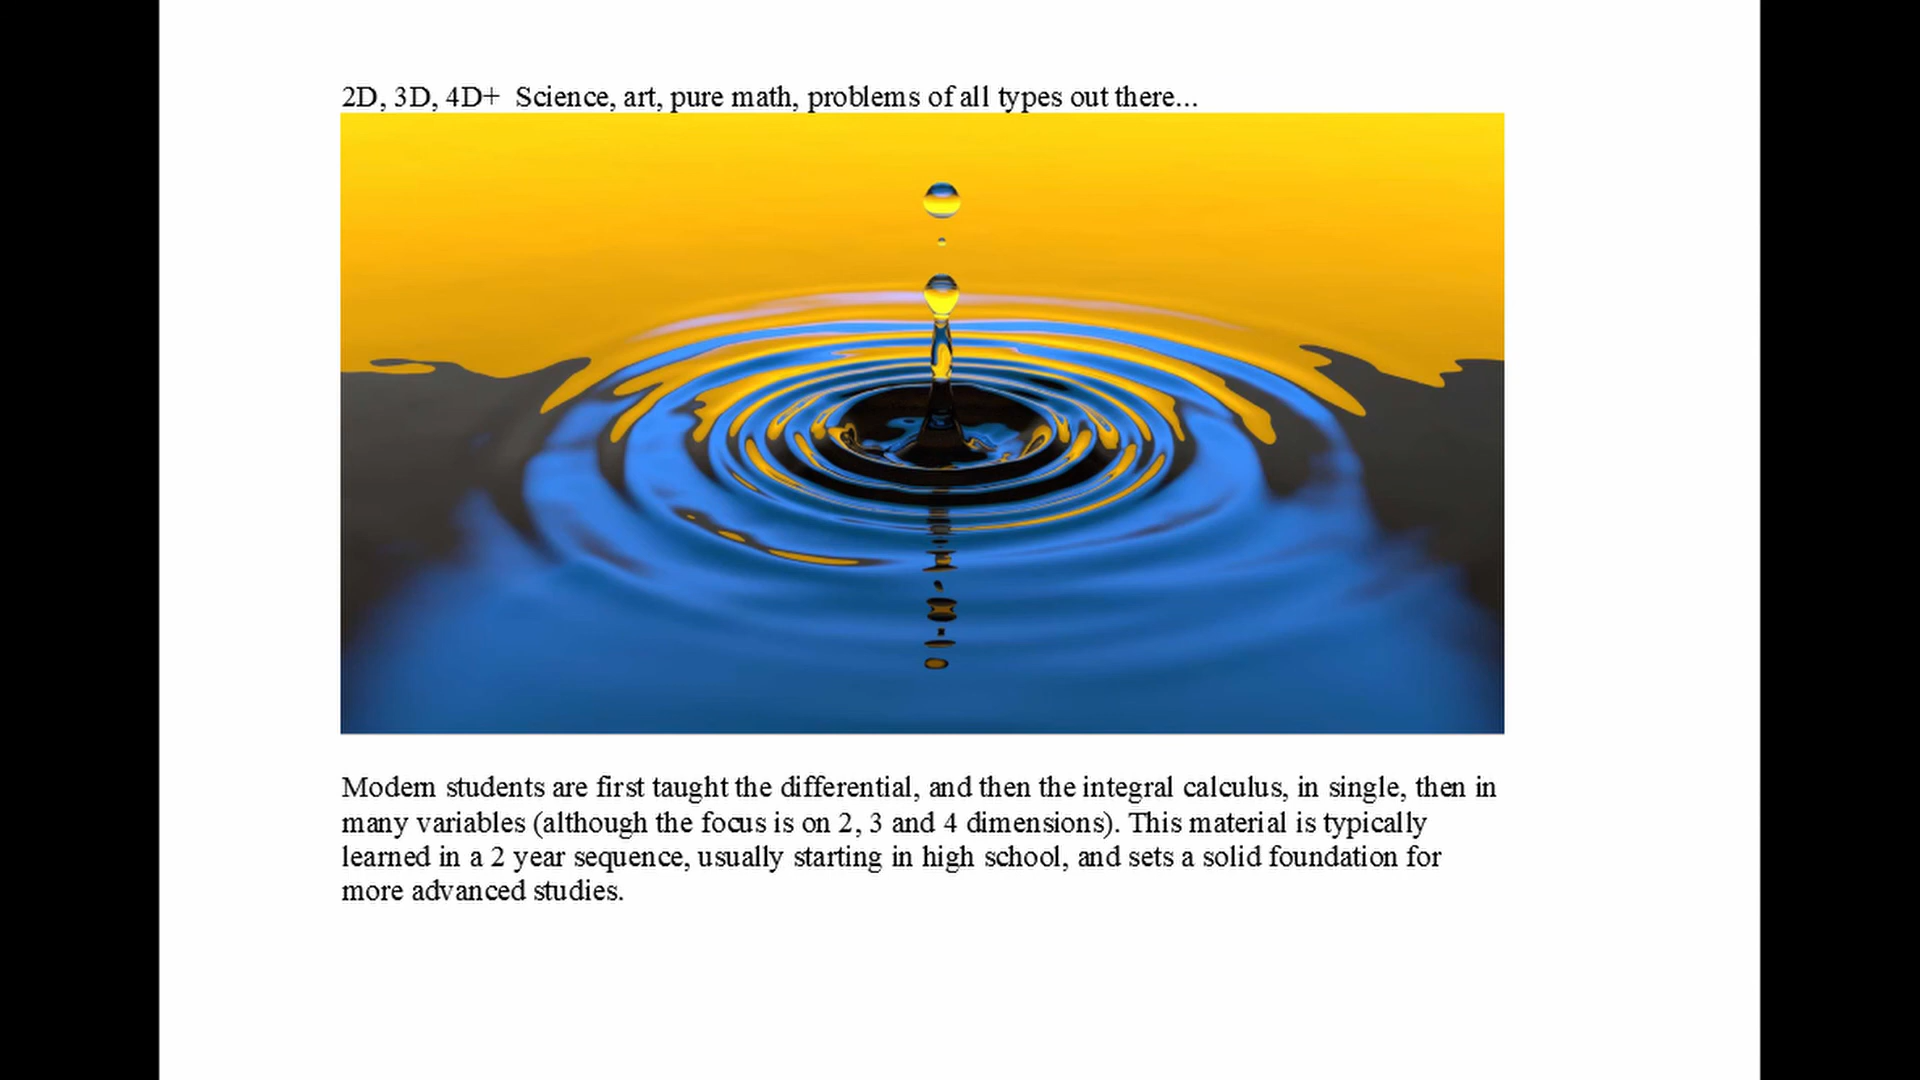 2D, 3D, 4D+  Science, art, pure math, problems of all types out there...
Modern students are first taught the differential, and then the integral calculus, in single, then in
many variables (although the focus is on 2, 3 and 4 dimensions). This material is typically
learned in a 2 year sequence, usually starting in high school, and sets a solid foundation for
more advanced studies.